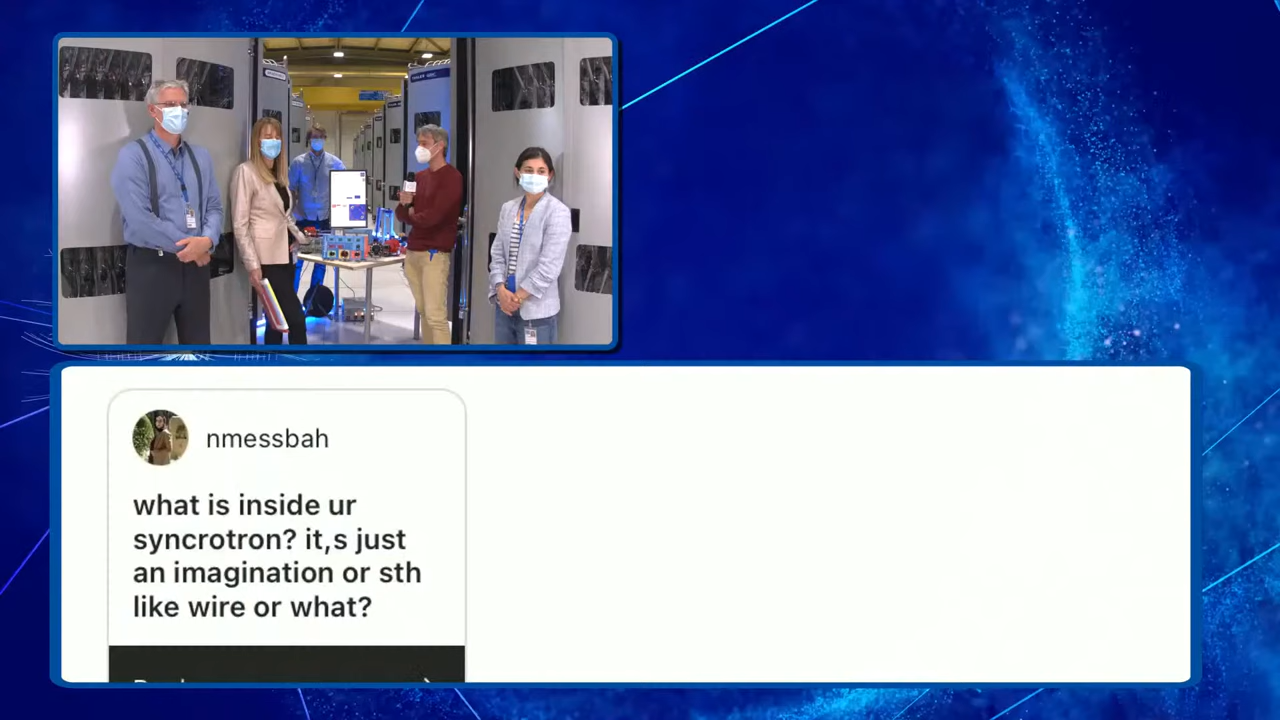 nmessbah
what is inside ur
syncrotron? it,s just
an imagination or sth
like wire or what?